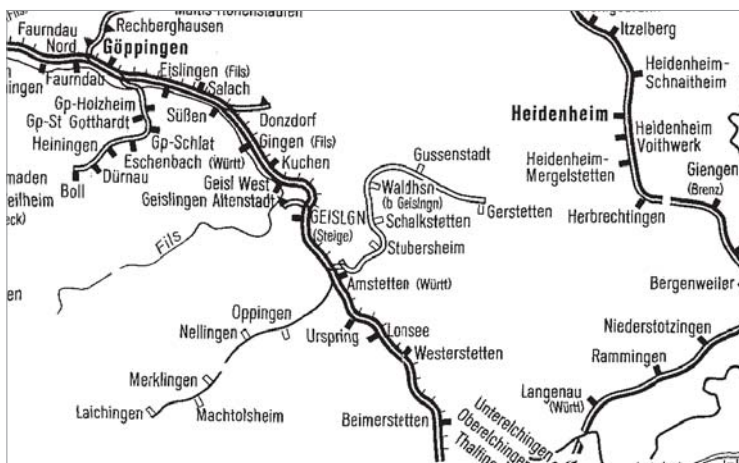 Rechberghausen
Faurndau
Nord
Göppingen
Itzelberg
Faurndau
Eislingen (Fils)
Salach
Heidenheim-
Schnaitheim
Gp-Holzheim
Gp-St Gotthardt
Süßen
Donzdorf
Heidenheim
Heiningen
Gp-Schlat
Gingen (Fils)
Heidenheim
Voithwerk
Eschenbach (Württ)
Kuchen
Gussenstadt
Heidenheim-
Mergelstetten
Dürnau
Boll
Geisl West
Waldhsn
(b Geislngn)
Giengen
(Brenz)
Geislingen
Altenstadt
GEISLGN
(Steige)
Schalkstetten
Gerstetten
Herbrechtingen
Fils
Stubersheim
Amstetten (Württ)
Bergenweiler
Oppingen
Nellingen
Urspring
Lonsee
Niederstotzingen
Westerstetten
Rammingen
Merklingen
Langenau
(Württ)
Laichingen
Machtolsheim
Beimerstetten
Unterelchingen
Oberelchingen